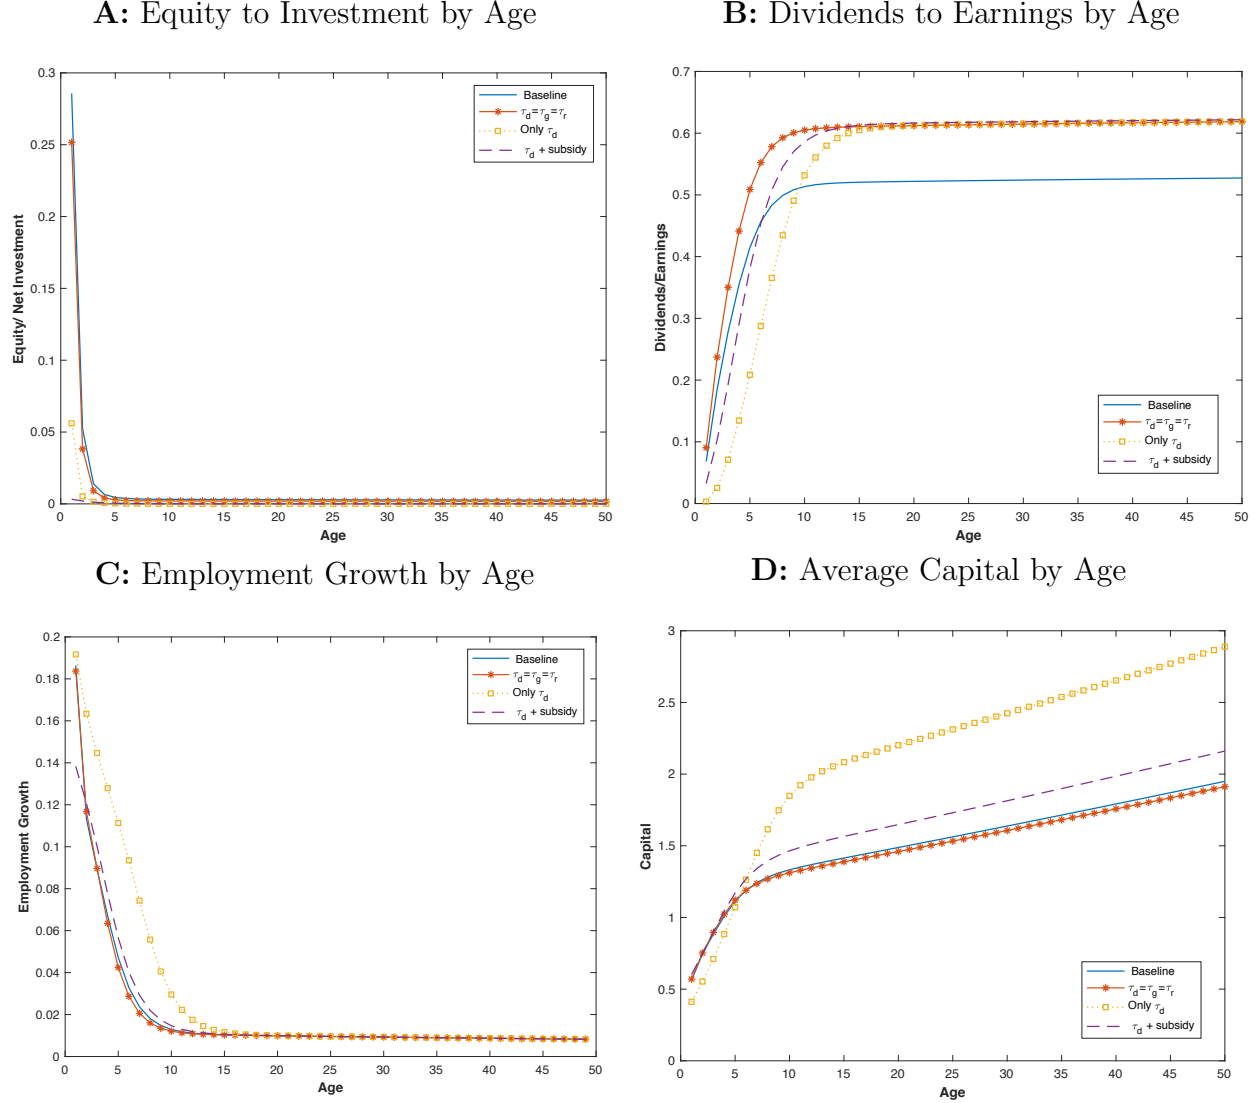 A: Equity to Investment by Age
0.3
0.25
0.2
0.15
0.1
0.05
0
Equity/ Net Investment
0 5 10 15 20 25 30 35 40 45 50
Age
Baseline
τd=τg=τr
Only τd
τd + subsidy
B: Dividends to Earnings by Age
0.7
0.6
0.5
0.4
0.3
0.2
0.1
0
Dividends/Earnings
0 5 10 15 20 25 30 35 40 45 50
Age
Baseline
τd=τg=τr
Only τd
τd + subsidy
C: Employment Growth by Age
0.2
0.18
0.16
0.14
0.12
0.1
0.08
0.06
0.04
0.02
0
Employment Growth
0 5 10 15 20 25 30 35 40 45 50
Age
Baseline
τd=τg=τr
Only τd
τd + subsidy
D: Average Capital by Age
3
2.5
2
1.5
1
0.5
0
Capital
0 5 10 15 20 25 30 35 40 45 50
Age
Baseline
τd=τg=τr
Only τd
τd + subsidy